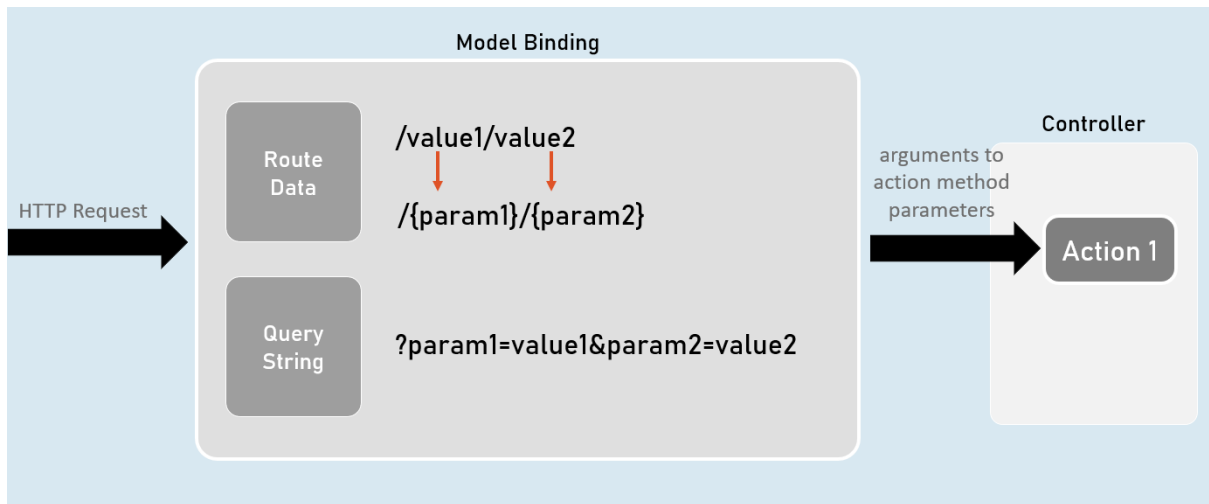 Model Binding
HTTP Request
Route
Data
/value1/value2
/{param1}/{param2}
Query
String
?param1=value1&param2=value2
arguments to
action method
parameters
Controller
Action 1